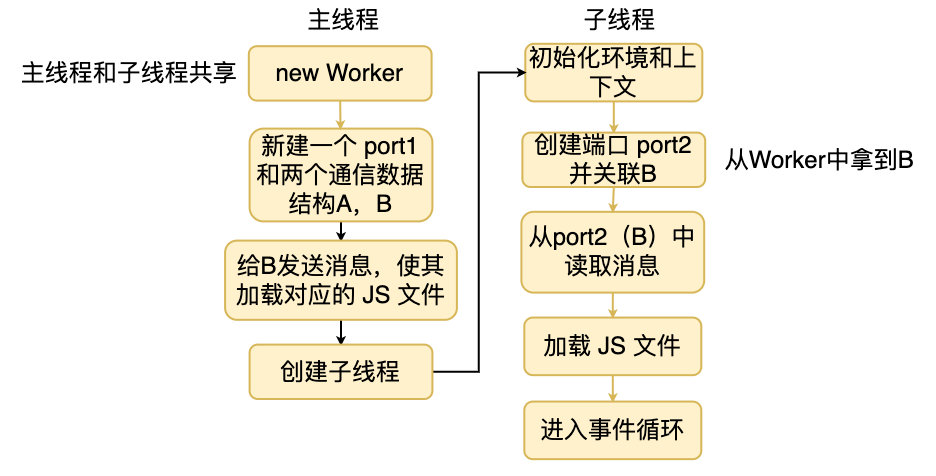 主线程
主线程和子线程共享
new Worker
新建一个 port1
和两个通信数据
结构A，B
给B发送消息，使其
加载对应的 JS 文件
创建子线程
子线程
初始化环境和上
下文
创建端口 port2
并关联B
从Worker中拿到B
从port2（B）中
读取消息
加载 JS 文件
进入事件循环